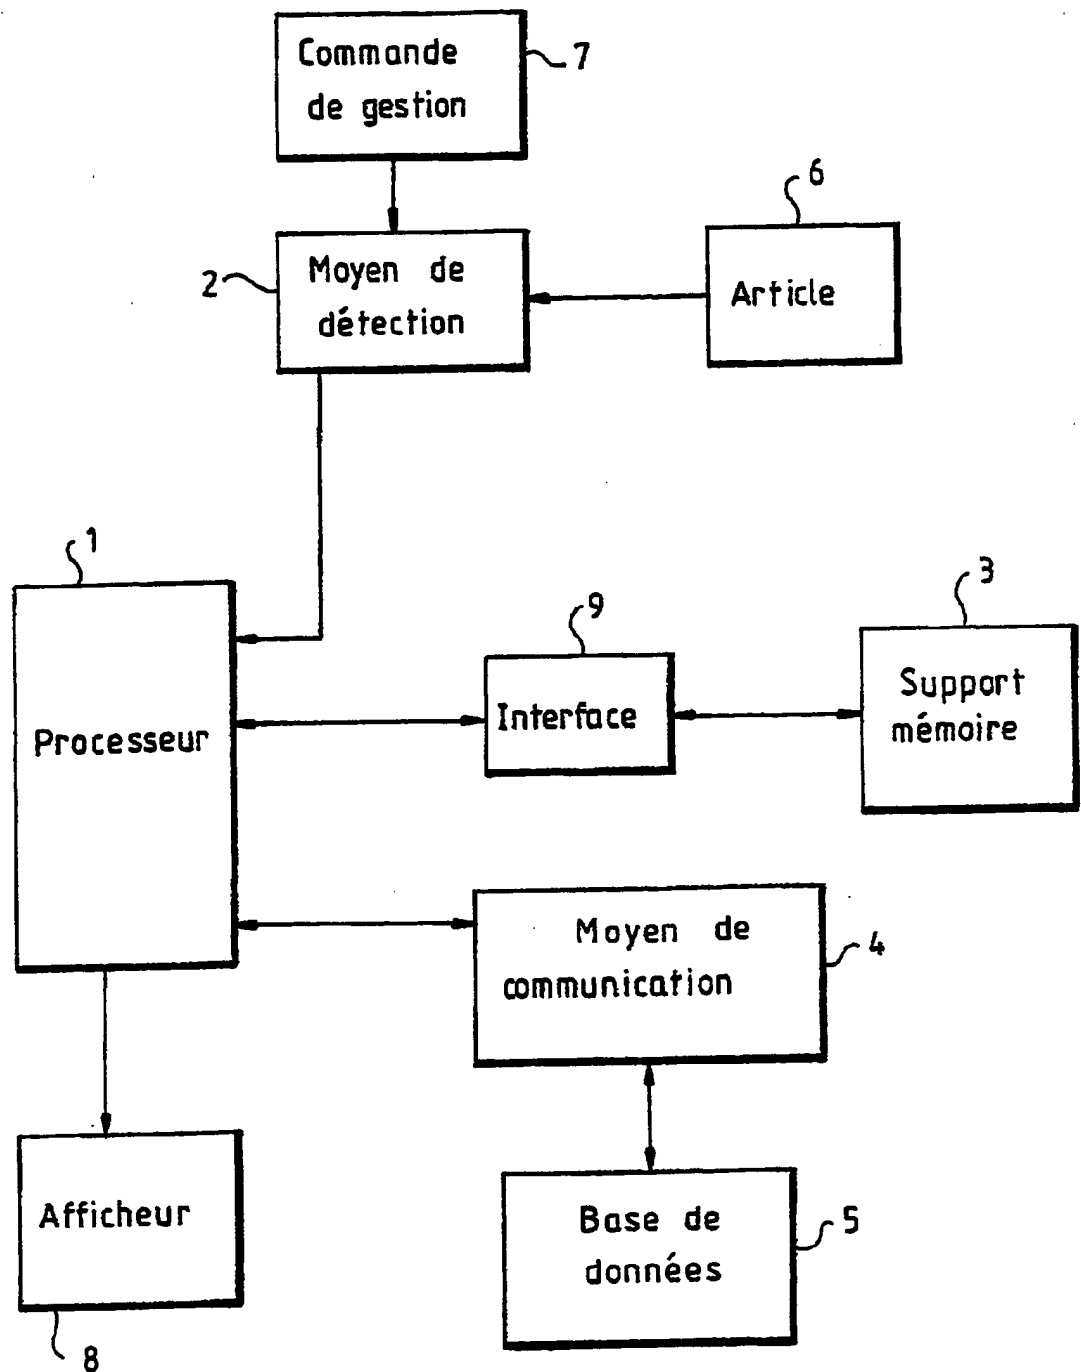 Commande
de gestion
7
6
2
Moyen de
détection
Article
1
3
9
Processeur
Interface
Support
mémoire
Moyen de
communication
4
Afficheur
Base de
données
5
8